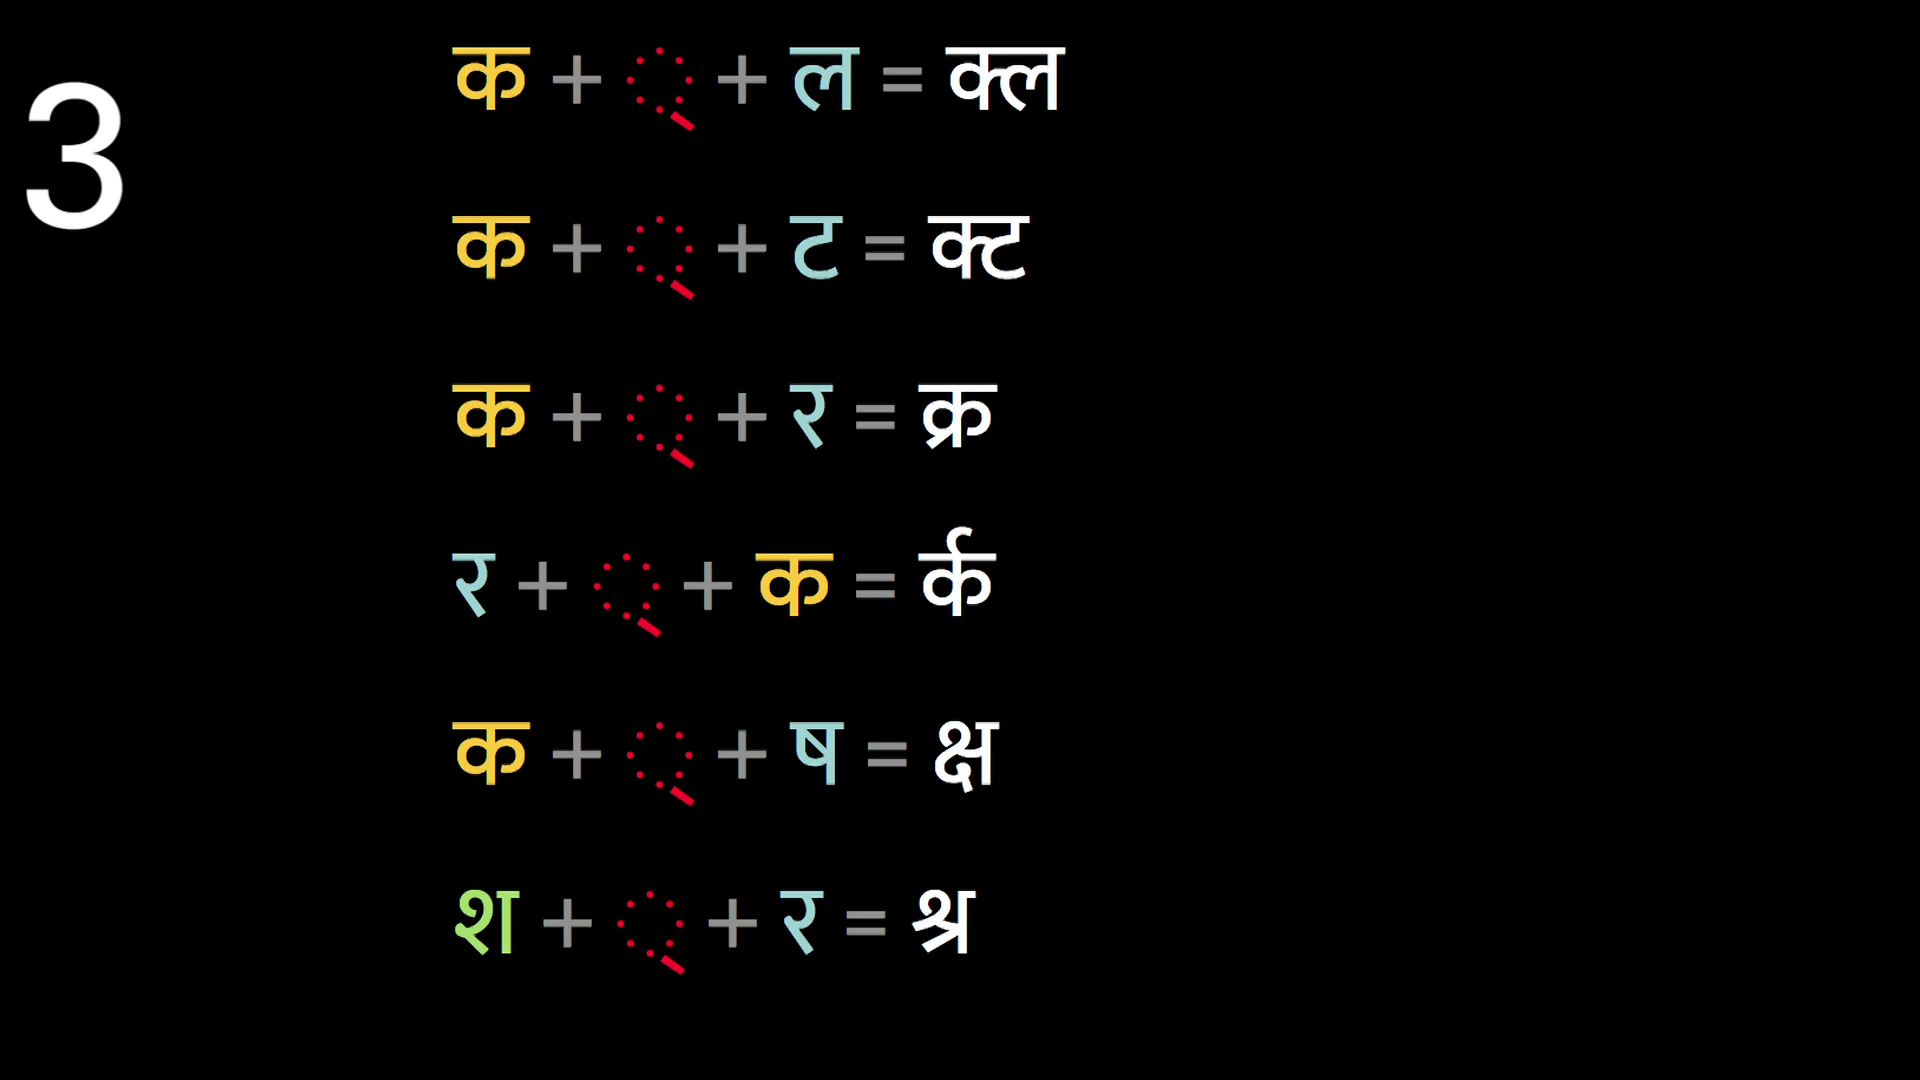 3
क + ◌् + ल = क्ल
क + ◌् + ट = क्ट
क + ◌् + र = क्र
र + ◌् + क = र्क
क + ◌् + ष = क्ष
श + ◌् + र = श्र